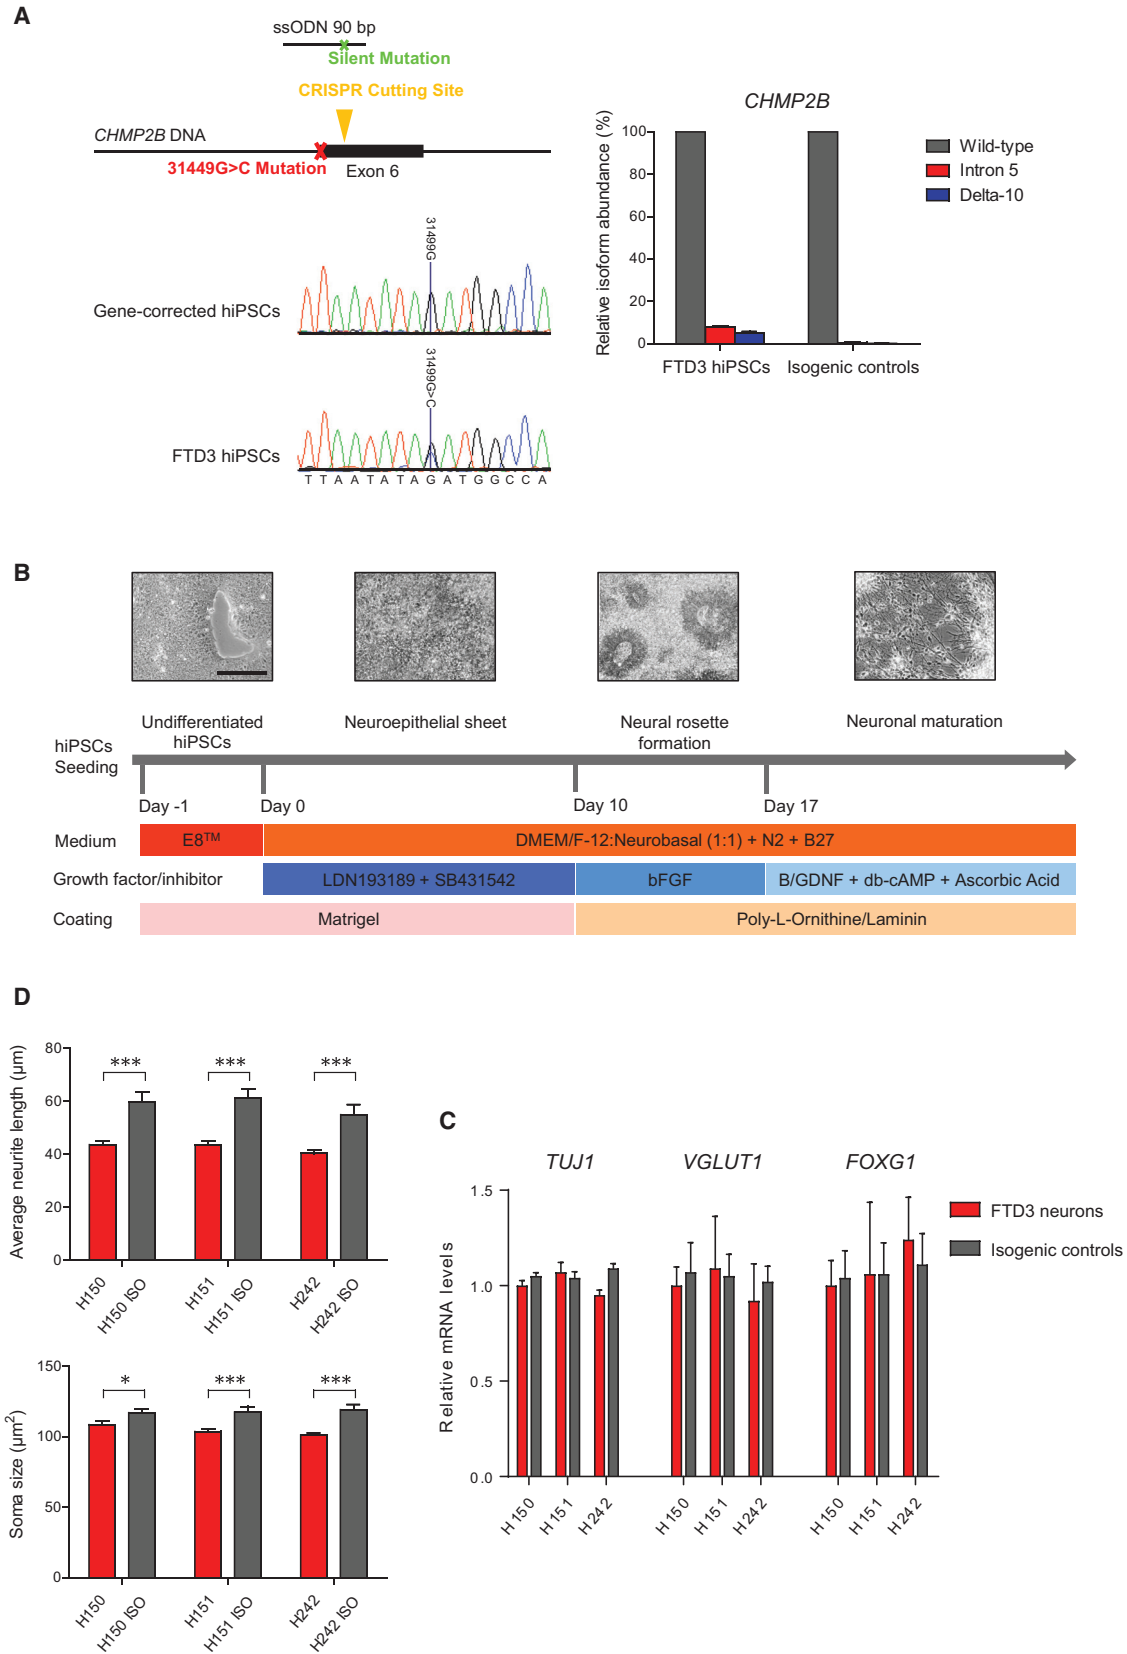 A
ssODN 90 bp
Silent Mutation
CRISPR Cutting Site
CHMP2B DNA
31449G>C Mutation
Exon 6
31499G
Gene-corrected hiPSCs
31499G>C
FTD3 hiPSCs
T T A A T A T A G A T G G C C A
CHMP2B
Relative isoform abundance (%)
100
80
60
40
20
0
FTD3 hiPSCs
Isogenic controls
Wild-type
Intron 5
Delta-10
B
Undifferentiated
hiPSCs
Neuroepithelial sheet
Neural rosette
formation
Neuronal maturation
hiPSCs
Seeding
Day -1
Day 0
Day 10
Day 17
Medium
E8™
DMEM/F-12:Neurobasal (1:1) + N2 + B27
Growth factor/inhibitor
LDN193189 + SB431542
bFGF
B/GDNF + db-cAMP + Ascorbic Acid
Coating
Matrigel
Poly-L-Ornithine/Laminin
D
Average neurite length (μm)
80
60
40
20
0
***
***
***
H150
H150 ISO
H151
H151 ISO
H242
H242 ISO
Soma size (μm²)
150
100
50
0
*
***
***
H150
H150 ISO
H151
H151 ISO
H242
H242 ISO
C
TUJ1
VGLUT1
FOXG1
Relative mRNA levels
1.5
1.0
0.5
0.0
H150
H151
H242
H150
H151
H242
H150
H151
H242
FTD3 neurons
Isogenic controls